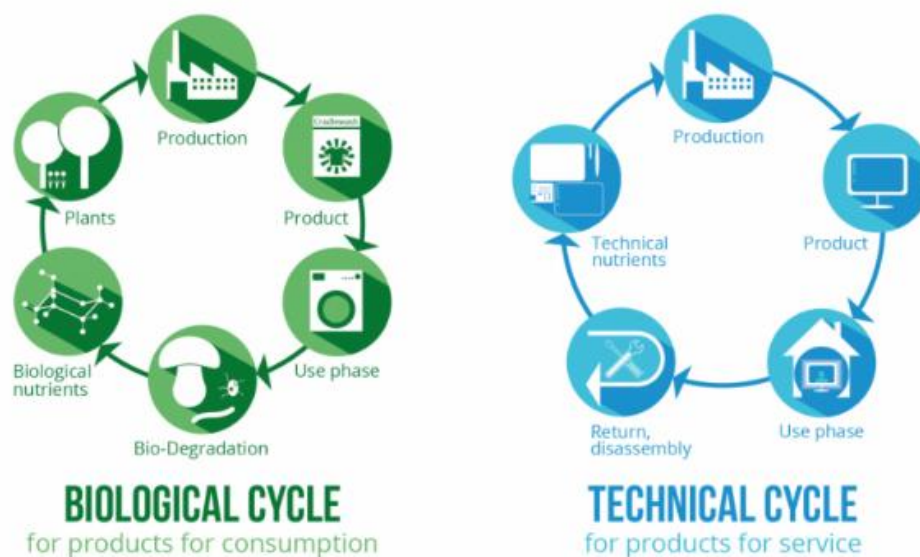 Production
Product
Use phase
Bio-Degradation
Biological
nutrients
Plants
BIOLOGICAL CYCLE
for products for consumption
Production
Product
Use phase
Return,
disassembly
Technical
nutrients
TECHNICAL CYCLE
for products for service